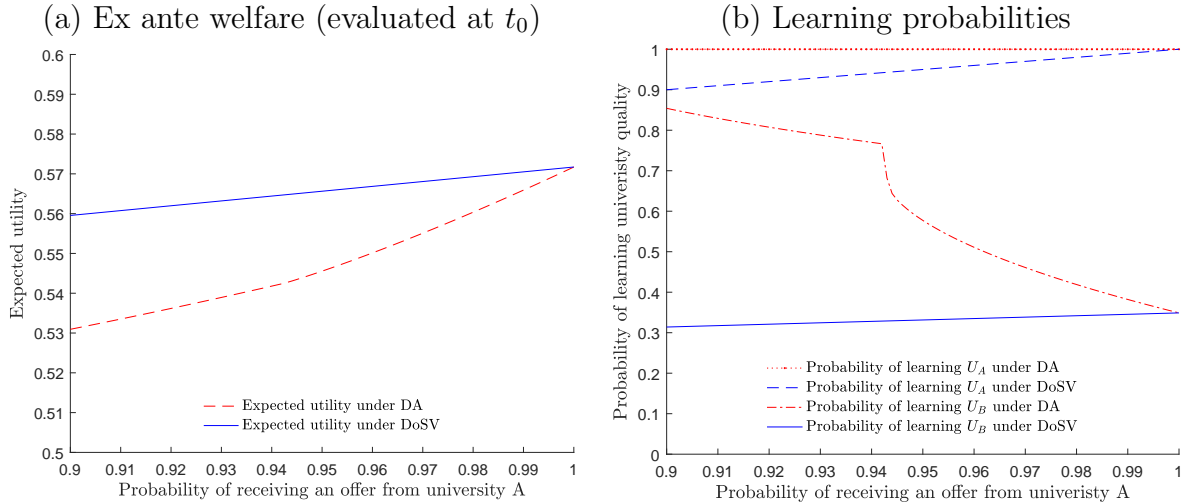 (a) Ex ante welfare (evaluated at t₀)
Expected utility
0.6
0.59
0.58
0.57
0.56
0.55
0.54
0.53
0.52
0.51
0.5
Expected utility under DA
Expected utility under DoSV
0.9 0.91 0.92 0.93 0.94 0.95 0.96 0.97 0.98 0.99 1
Probability of receiving an offer from univeristy A
(b) Learning probabilities
Probability of learning univeristy quality
1
0.9
0.8
0.7
0.6
0.5
0.4
0.3
0.2
0.1
0
Probability of learning U_A under DA
Probability of learning U_A under DoSV
Probability of learning U_B under DA
Probability of learning U_B under DoSV
0.9 0.91 0.92 0.93 0.94 0.95 0.96 0.97 0.98 0.99 1
Probability of receiving an offer from univeristy A